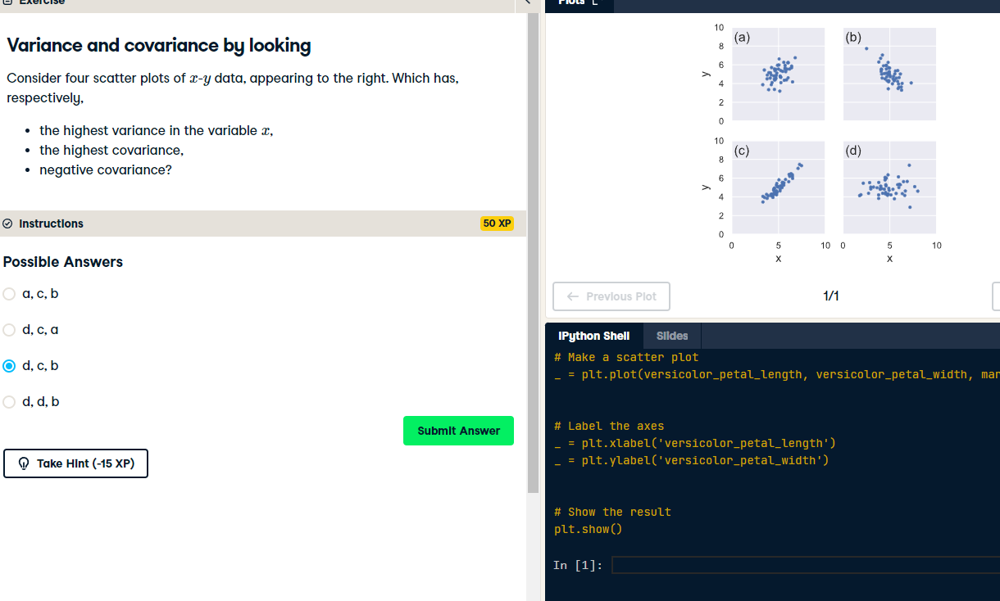 Exercise
Variance and covariance by looking
Consider four scatter plots of x-y data, appearing to the right. Which has,
respectively,
• the highest variance in the variable x,
• the highest covariance,
• negative covariance?
Instructions
50 XP
Possible Answers
a, c, b
d, c, a
d, c, b
d, d, b
Submit Answer
Take Hint (-15 XP)
Plots
10 (a) (b)
8
6
y
4
2
0
10 (c) (d)
8
6
y
4
2
0
0 5 10 0 5 10
x x
← Previous Plot
1/1
IPython Shell
Slides
# Make a scatter plot
_ = plt.plot(versicolor_petal_length, versicolor_petal_width, mar
# Label the axes
_ = plt.xlabel('versicolor_petal_length')
_ = plt.ylabel('versicolor_petal_width')
# Show the result
plt.show()
In [1]: